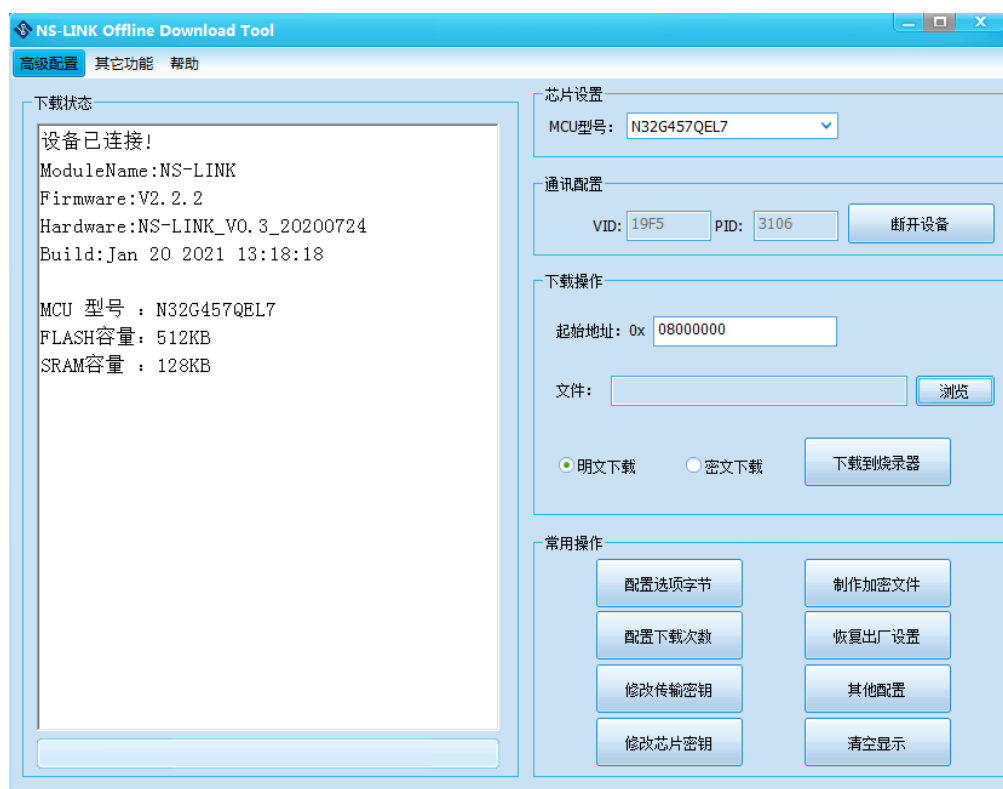 NS-LINK Offline Download Tool
高级配置 其它功能 帮助
下载状态
设备已连接!
ModuleName:NS-LINK
Firmware:V2.2.2
Hardware:NS-LINK_V0.3_20200724
Build:Jan 20 2021 13:18:18
MCU 型号 : N32G457QEL7
FLASH容量: 512KB
SRAM容量 : 128KB
芯片设置
MCU型号: N32G457QEL7
通讯配置
VID: 19F5 PID: 3106 断开设备
下载操作
起始地址: 0x 08000000
文件: 浏览
明文下载 密文下载 下载到烧录器
常用操作
配置选项字节 制作加密文件
配置下载次数 恢复出厂设置
修改传输密钥 其他配置
修改芯片密钥 清空显示